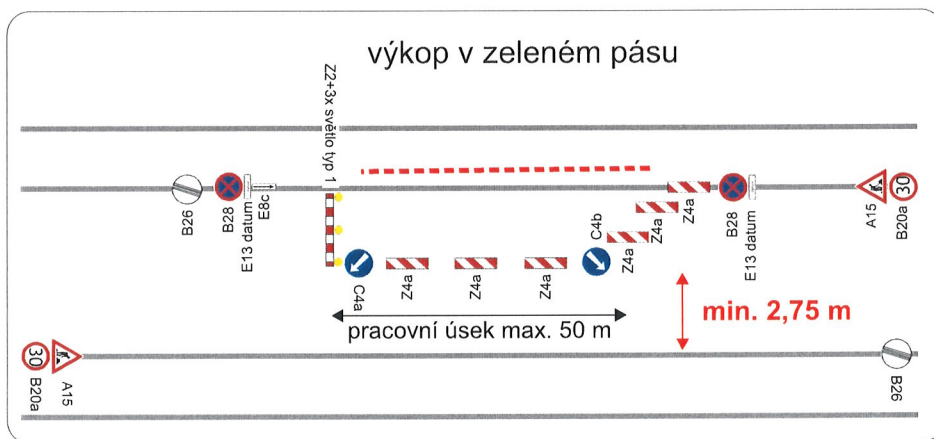 výkop v zeleném pásu
Z2+3x světlo typ 1
B26
B28
E13 datum
E8c
C4a
Z4a
Z4a
Z4a
C4b
Z4a
Z4a
Z4a
B28
E13 datum
A15
30
B20a
min. 2,75 m
pracovní úsek max. 50 m
30
B20a
A15
B26